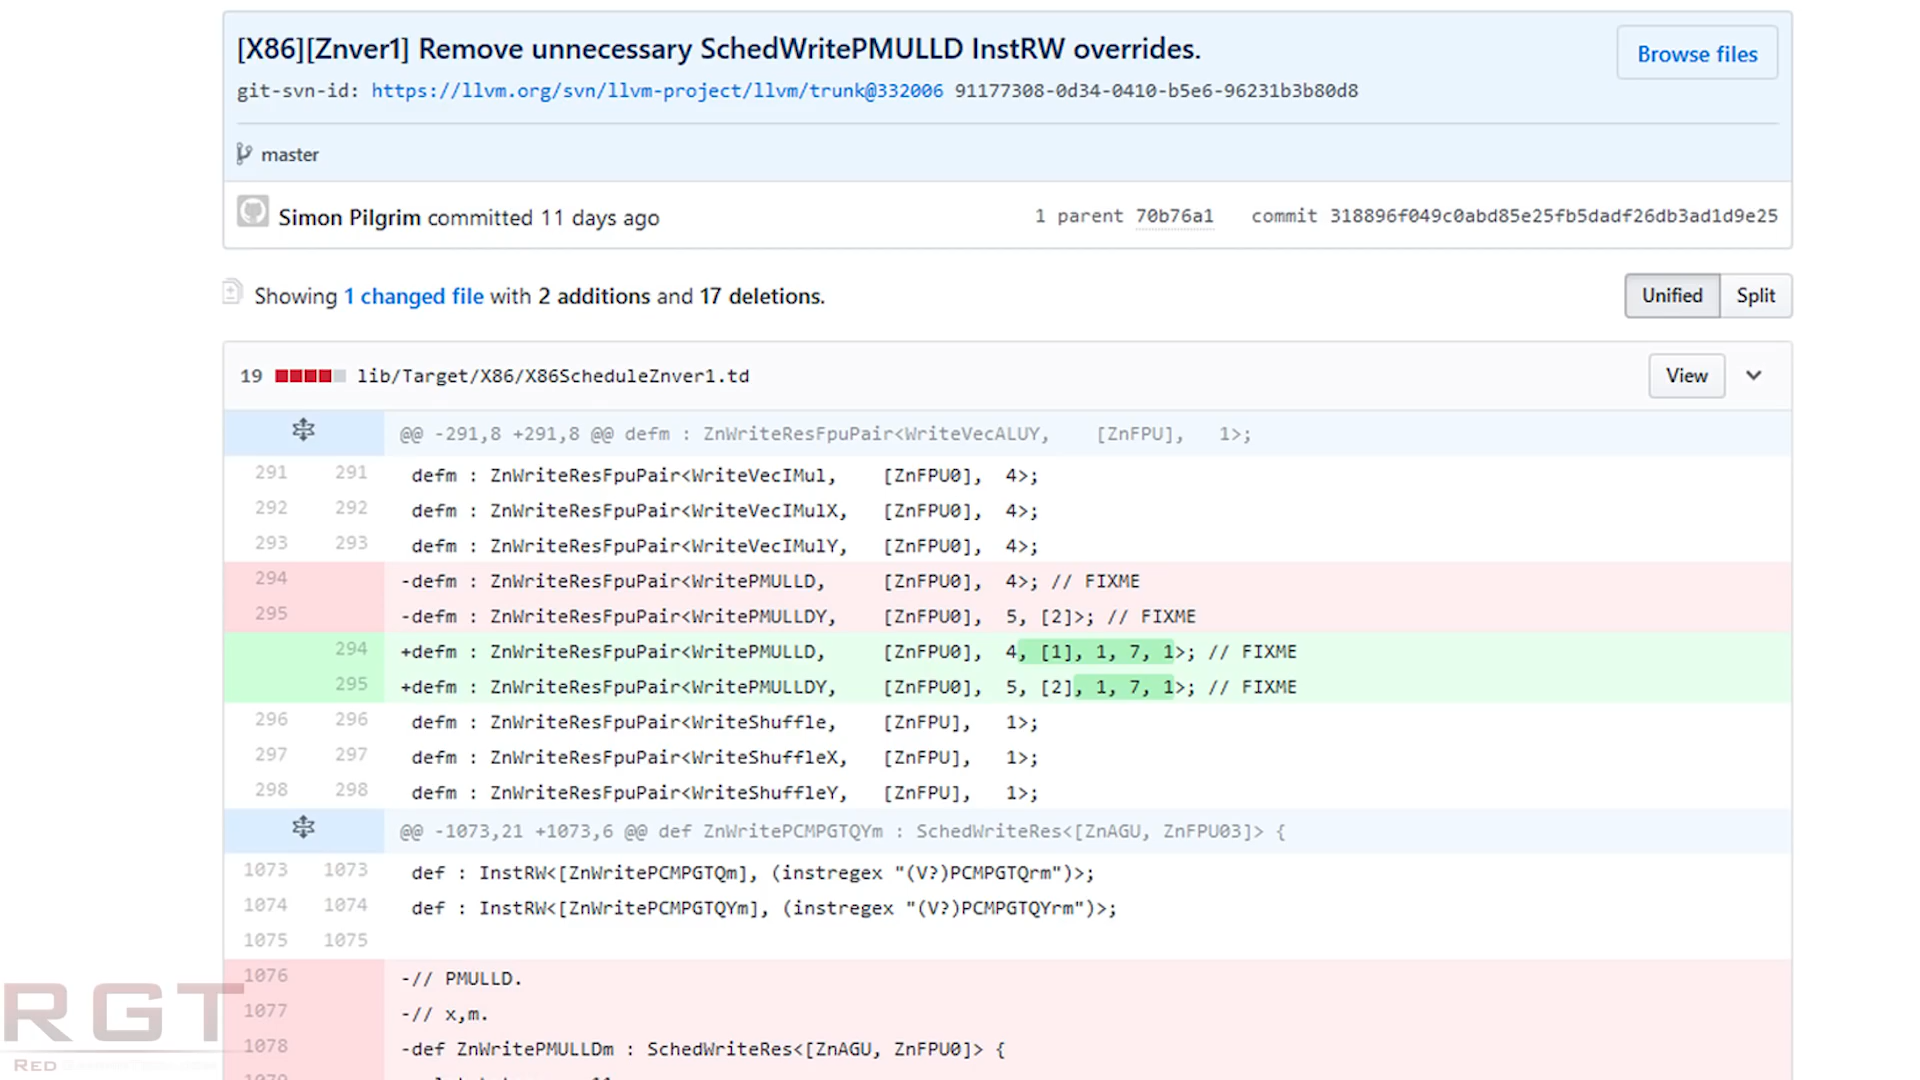 [X86][Znver1] Remove unnecessary SchedWritePMULLD InstRW overrides.
Browse files
git-svn-id: https://llvm.org/svn/llvm-project/llvm/trunk@332006 91177308-0d34-0410-b5e6-96231b3b80d8
master
Simon Pilgrim committed 11 days ago
1 parent 70b76a1 commit 318896f049c0abd85e25fb5dadf26db3ad1d9e25
Showing 1 changed file with 2 additions and 17 deletions.
Unified Split
19 lib/Target/X86/X86ScheduleZnver1.td
View
@@ -291,8 +291,8 @@ defm : ZnWriteResFpuPair<WriteVecALUY, [ZnFPU], 1>;
291 291 defm : ZnWriteResFpuPair<WriteVecIMul, [ZnFPU0], 4>;
292 292 defm : ZnWriteResFpuPair<WriteVecIMulX, [ZnFPU0], 4>;
293 293 defm : ZnWriteResFpuPair<WriteVecIMulY, [ZnFPU0], 4>;
294 -defm : ZnWriteResFpuPair<WritePMULLD, [ZnFPU0], 4>; // FIXME
295 -defm : ZnWriteResFpuPair<WritePMULLDY, [ZnFPU0], 5, [2]>; // FIXME
294 +defm : ZnWriteResFpuPair<WritePMULLD, [ZnFPU0], 4, [1], 1, 7, 1>; // FIXME
295 +defm : ZnWriteResFpuPair<WritePMULLDY, [ZnFPU0], 5, [2], 1, 7, 1>; // FIXME
296 296 defm : ZnWriteResFpuPair<WriteShuffle, [ZnFPU], 1>;
297 297 defm : ZnWriteResFpuPair<WriteShuffleX, [ZnFPU], 1>;
298 298 defm : ZnWriteResFpuPair<WriteShuffleY, [ZnFPU], 1>;
@@ -1073,21 +1073,6 @@ def ZnWritePCMPGTQYm : SchedWriteRes<[ZnAGU, ZnFPU03]> {
1073 1073 def : InstRW<[ZnWritePCMPGTQm], (instregex "(V?)PCMPGTQrm")>;
1074 1074 def : InstRW<[ZnWritePCMPGTQYm], (instregex "(V?)PCMPGTQYrm")>;
1075 1075
1076 -// PMULLD.
1077 -// x,m.
1078 -def ZnWritePMULLDm : SchedWriteRes<[ZnAGU, ZnFPU0]> {
RGT
RED